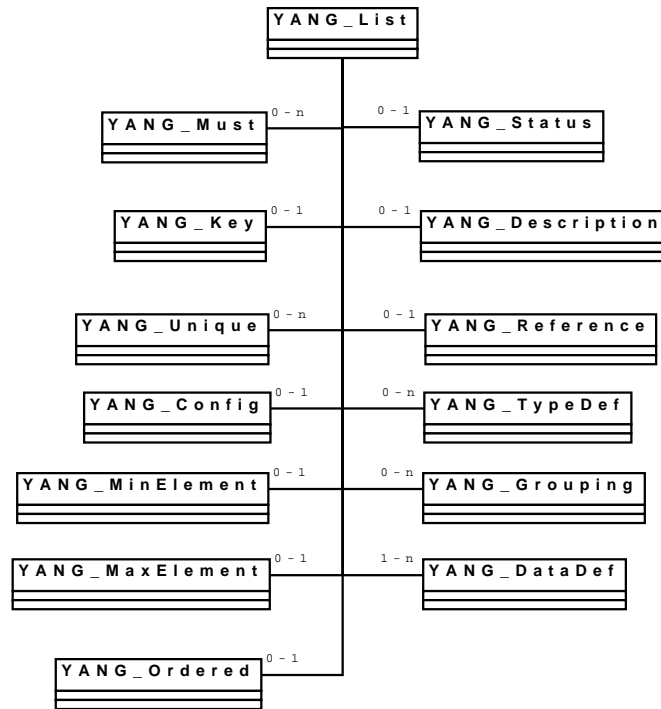 YANG_List
0-n
0-1
YANG_Must
YANG_Status
0-1
0-1
YANG_Key
YANG_Description
0-n
0-1
YANG_Unique
YANG_Reference
0-1
0-n
YANG_Config
YANG_TypeDef
0-1
0-n
YANG_MinElement
YANG_Grouping
0-1
1-n
YANG_MaxElement
YANG_DataDef
0-1
YANG_Ordered